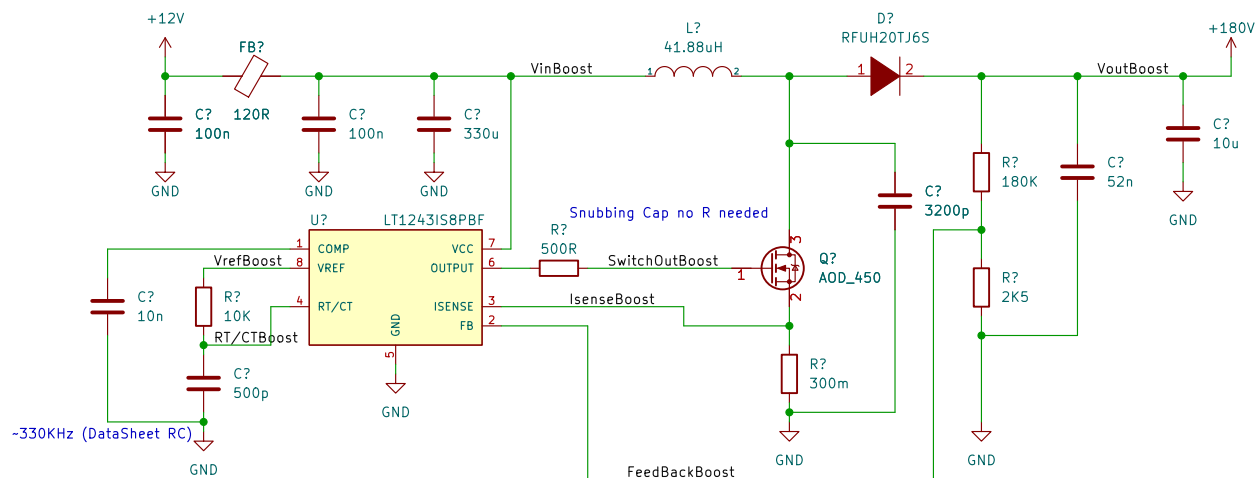 +12V
FB?
120R
C?
100n
GND
C?
100n
GND
C?
330u
GND
VinBoost
L?
41.88uH
1
2
D?
RFUH20TJ6S
1
2
VoutBoost
+180V
C?
10u
GND
R?
180K
C?
52n
R?
2K5
GND
C?
3200p
Snubbing Cap no R needed
U?
LT1243IS8PBF
1
COMP
8
VREF
4
RT/CT
VCC
7
OUTPUT
6
ISENSE
3
FB
2
GND
5
GND
R?
500R
SwitchOutBoost
1
3
2
Q?
AOD_450
IsenseBoost
R?
300m
GND
VrefBoost
C?
10n
R?
10K
RT/CTBoost
C?
500p
~330KHz (DataSheet RC)
GND
FeedBackBoost